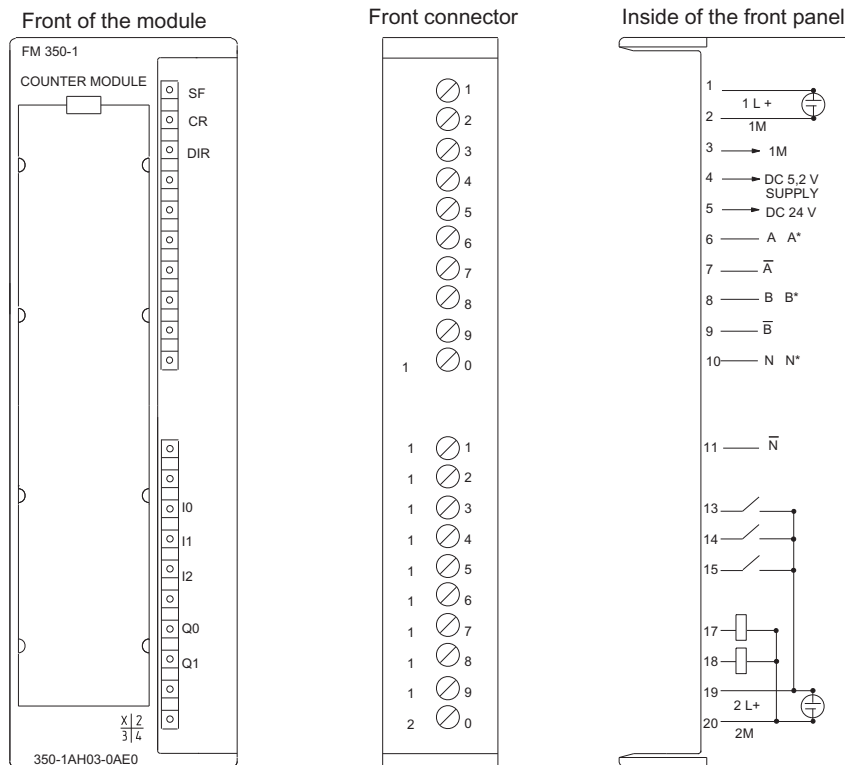 Front of the module
FM 350-1
COUNTER MODULE
SF
CR
DIR
I0
I1
I2
Q0
Q1
X 2
3 4
350-1AH03-0AE0
Front connector
1
2
3
4
5
6
7
8
9
1 0
1 1
1 2
1 3
1 4
1 5
1 6
1 7
1 8
1 9
2 0
Inside of the front panel
1
1 L +
2
1M
3 1M
4 DC 5,2 V
SUPPLY
5 DC 24 V
6 A A*
7 A̅
8 B B*
9 B̅
10 N N*
11 N̅
13
14
15
17
18
19
2 L+
20
2M